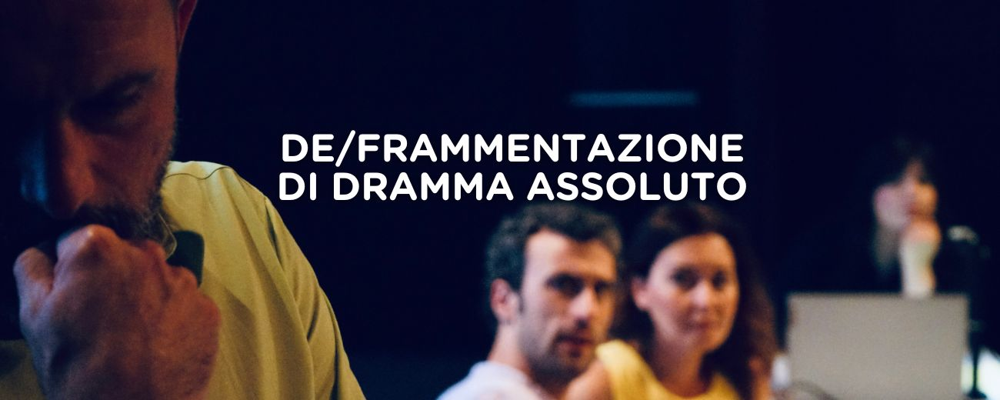 DE/FRAMMENTAZIONE
DI DRAMMA ASSOLUTO